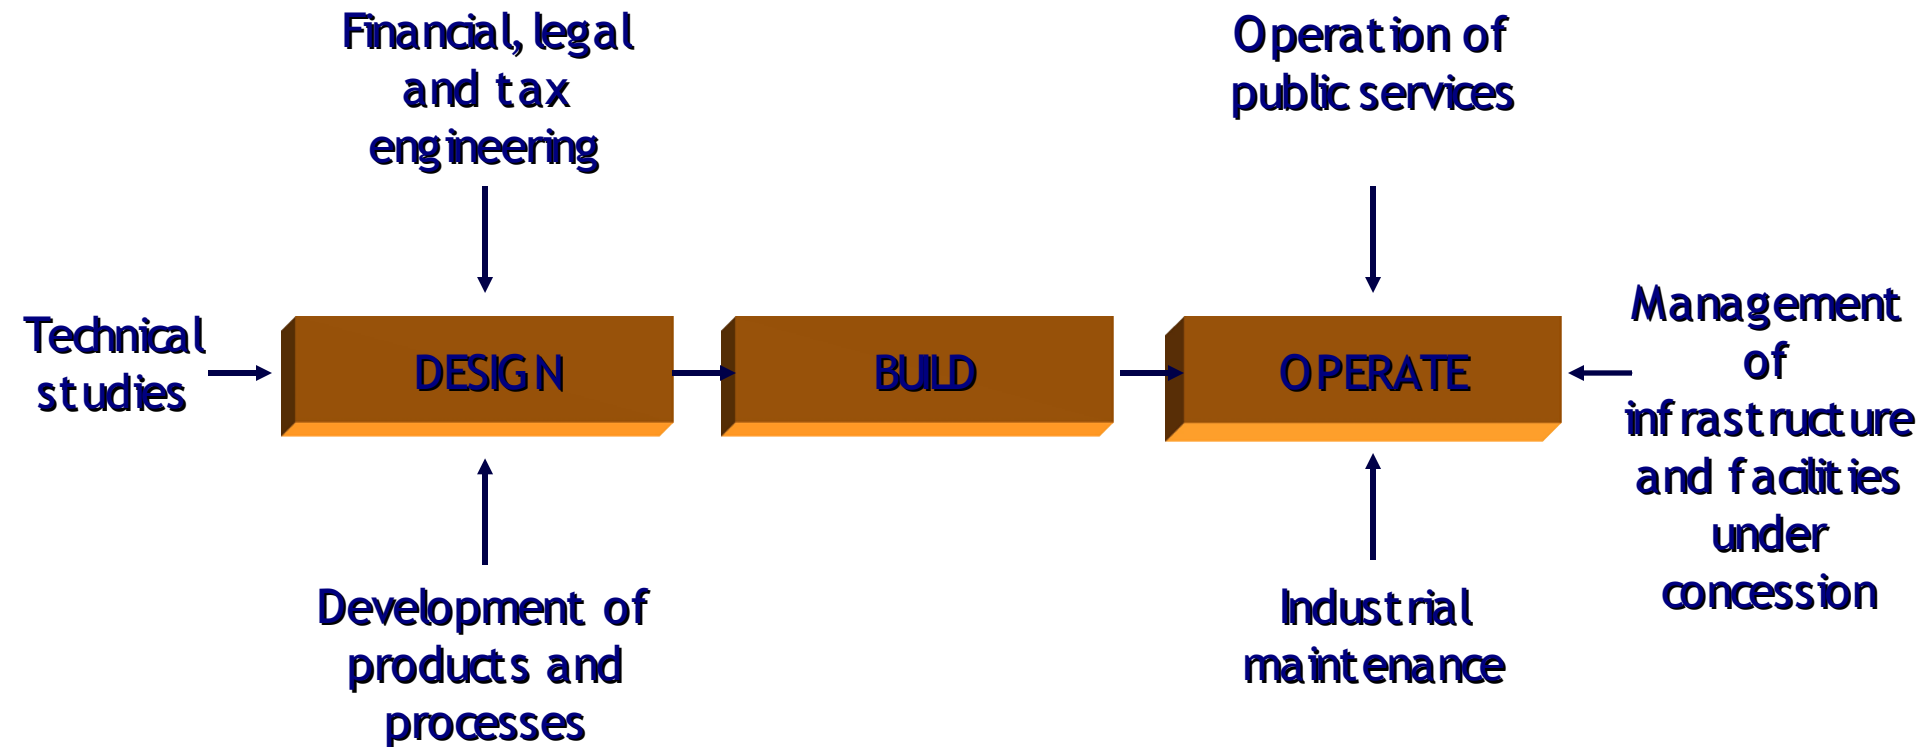 Financial, legal
and tax
engineering
Operation of
public services
Technical
studies
DESIGN
BUILD
OPERATE
Management
of
infrastructure
and facilities
under
concession
Development of
products and
processes
Industrial
maintenance